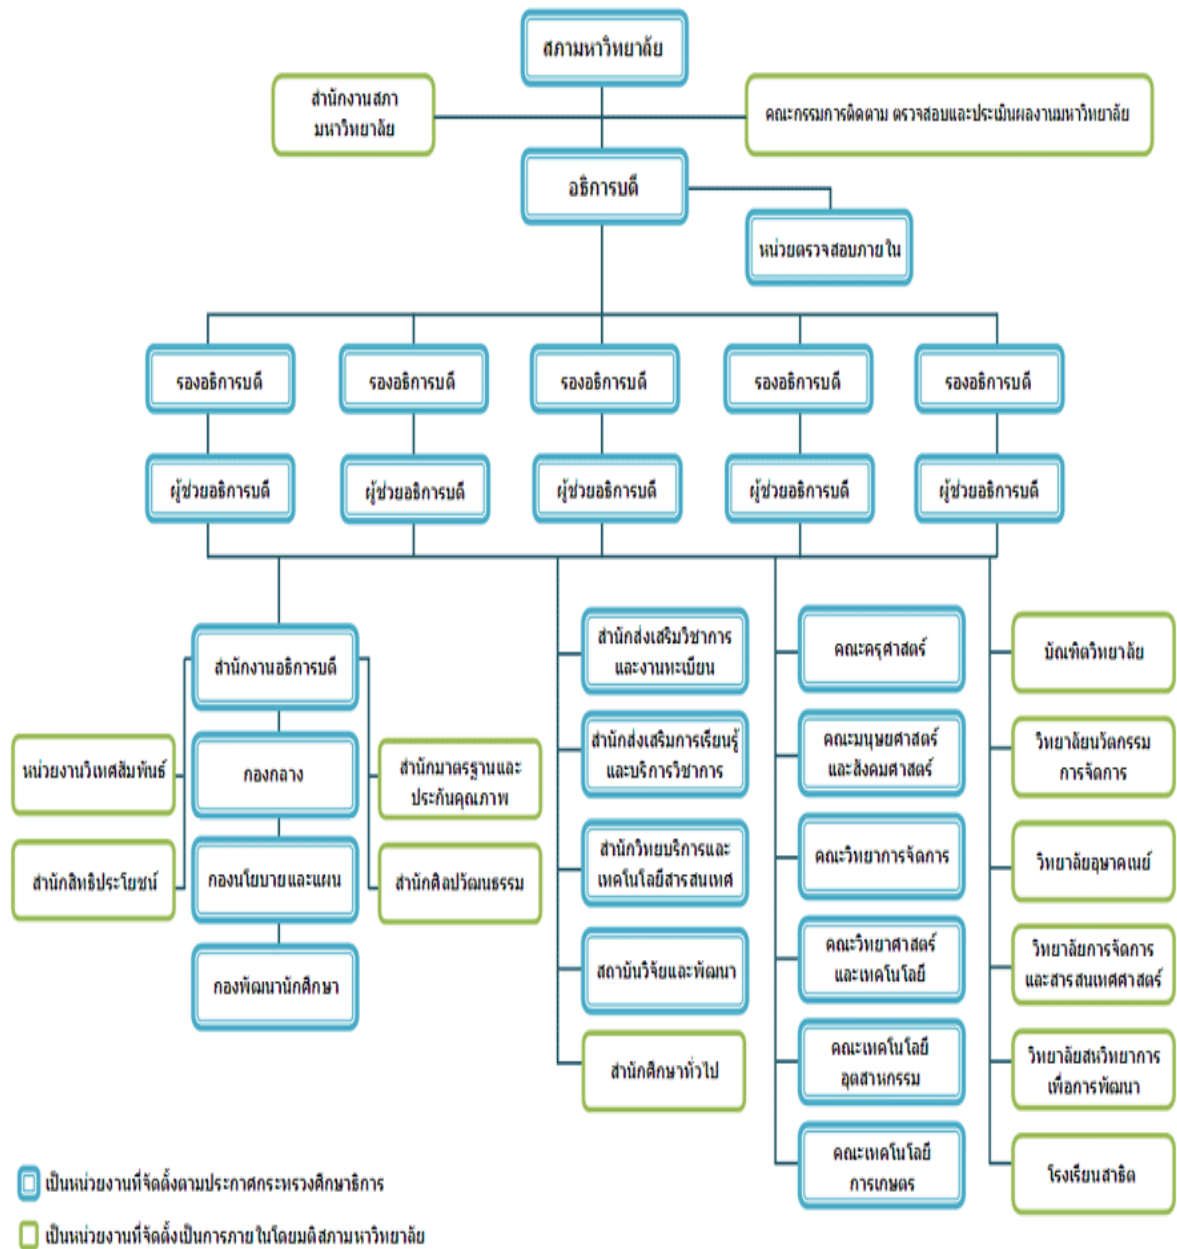 สภามหาวิทยาลัย
สำนักงานสภา
มหาวิทยาลัย
คณะกรรมการติดตาม ตรวจสอบและประเมินผลงานมหาวิทยาลัย
อธิการบดี
หน่วยตรวจสอบภายใน
รองอธิการบดี
รองอธิการบดี
รองอธิการบดี
รองอธิการบดี
รองอธิการบดี
ผู้ช่วยอธิการบดี
ผู้ช่วยอธิการบดี
ผู้ช่วยอธิการบดี
ผู้ช่วยอธิการบดี
ผู้ช่วยอธิการบดี
สำนักงานอธิการบดี
หน่วยงานวิเทศสัมพันธ์
กองกลาง
สำนักมาตรฐานและ
ประกันคุณภาพ
สำนักสิทธิประโยชน์
กองนโยบายและแผน
สำนักศิลปวัฒนธรรม
กองพัฒนานักศึกษา
สำนักส่งเสริมวิชาการ
และงานทะเบียน
สำนักส่งเสริมการเรียนรู้
และบริการวิชาการ
สำนักวิทยบริการและ
เทคโนโลยีสารสนเทศ
สถาบันวิจัยและพัฒนา
สำนักศึกษาทั่วไป
คณะครุศาสตร์
คณะมนุษยศาสตร์
และสังคมศาสตร์
คณะวิทยาการจัดการ
คณะวิทยาศาสตร์
และเทคโนโลยี
คณะเทคโนโลยี
อุตสาหกรรม
คณะเทคโนโลยี
การเกษตร
บัณฑิตวิทยาลัย
วิทยาลัยนวัตกรรม
การจัดการ
วิทยาลัยอุษาคเนย์
วิทยาลัยการจัดการ
และสารสนเทศศาสตร์
วิทยาลัยสหวิทยาการ
เพื่อการพัฒนา
โรงเรียนสาธิต
เป็นหน่วยงานที่จัดตั้งตามประกาศกระทรวงศึกษาธิการ
เป็นหน่วยงานที่จัดตั้งเป็นการภายในโดยมติสภามหาวิทยาลัย